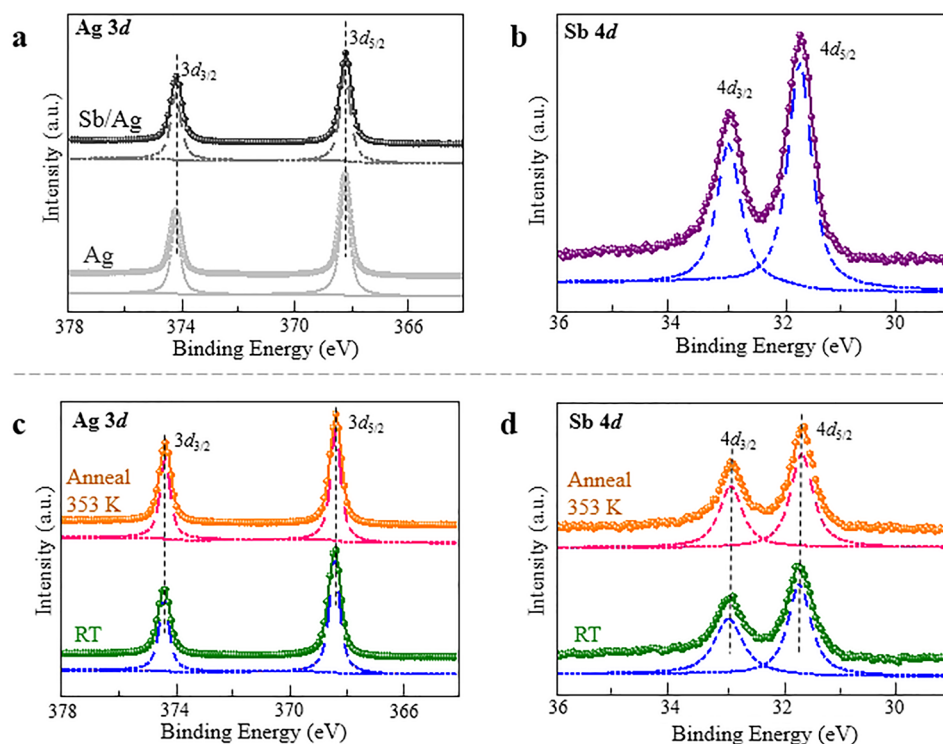 a
Ag 3d
3d3/2
3d5/2
Sb/Ag
Ag
Intensity (a.u.)
378
374
370
366
Binding Energy (eV)
b
Sb 4d
4d3/2
4d5/2
Intensity (a.u.)
36
34
33
32
30
Binding Energy (eV)
c
Ag 3d
3d3/2
3d5/2
Anneal
353 K
RT
Intensity (a.u.)
378
374
370
366
Binding Energy (eV)
d
Sb 4d
4d3/2
4d5/2
Anneal
353 K
RT
Intensity (a.u.)
36
34
33
32
30
Binding Energy (eV)